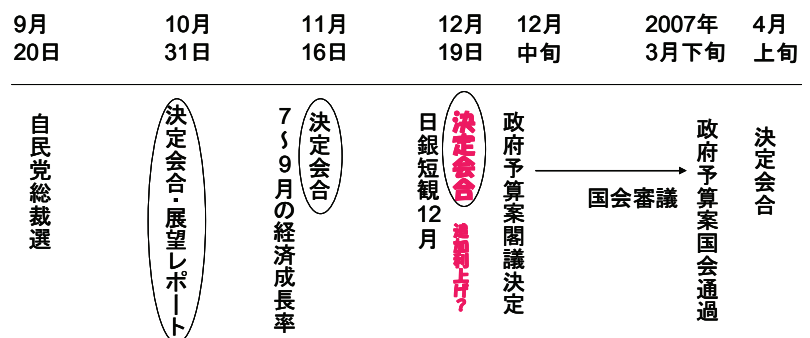 9月
20日
10月
31日
11月
16日
12月
19日
12月
中旬
2007年
3月下旬
4月
上旬
自民党総裁選
決定会合・展望レポート
7～9月の経済成長率
決定会合
日銀短観12月
決定会合
追加利上げ?
政府予算案閣議決定
国会審議
政府予算案国会通過
決定会合